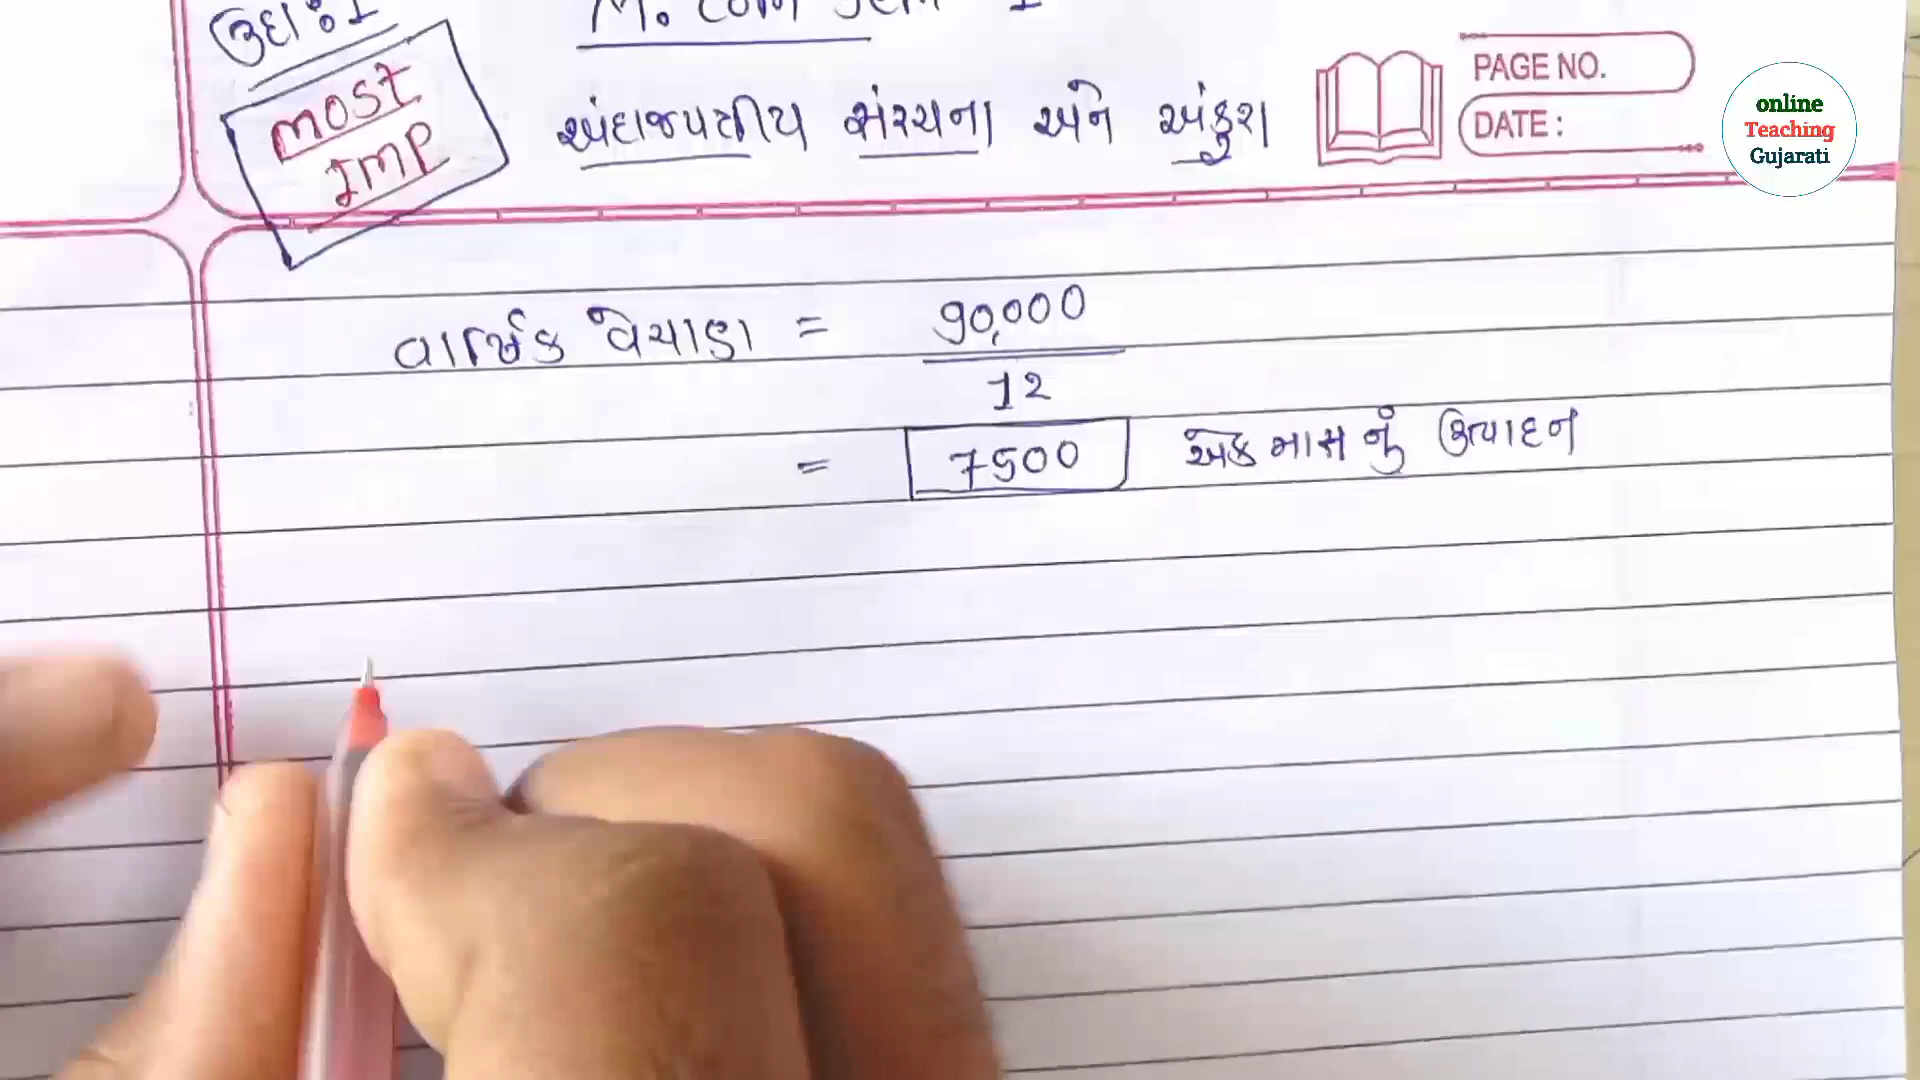 ઉદા : 1
M. Com Sem - 1
MOST
IMP
અંદાજપત્રીય સંરચના અને અંકુશ
PAGE NO.
DATE :
online
Teaching
Gujarati
વાર્ષિક વેચાણ = 90,000
12
= 7500 એક માસ નું ઉત્પાદન